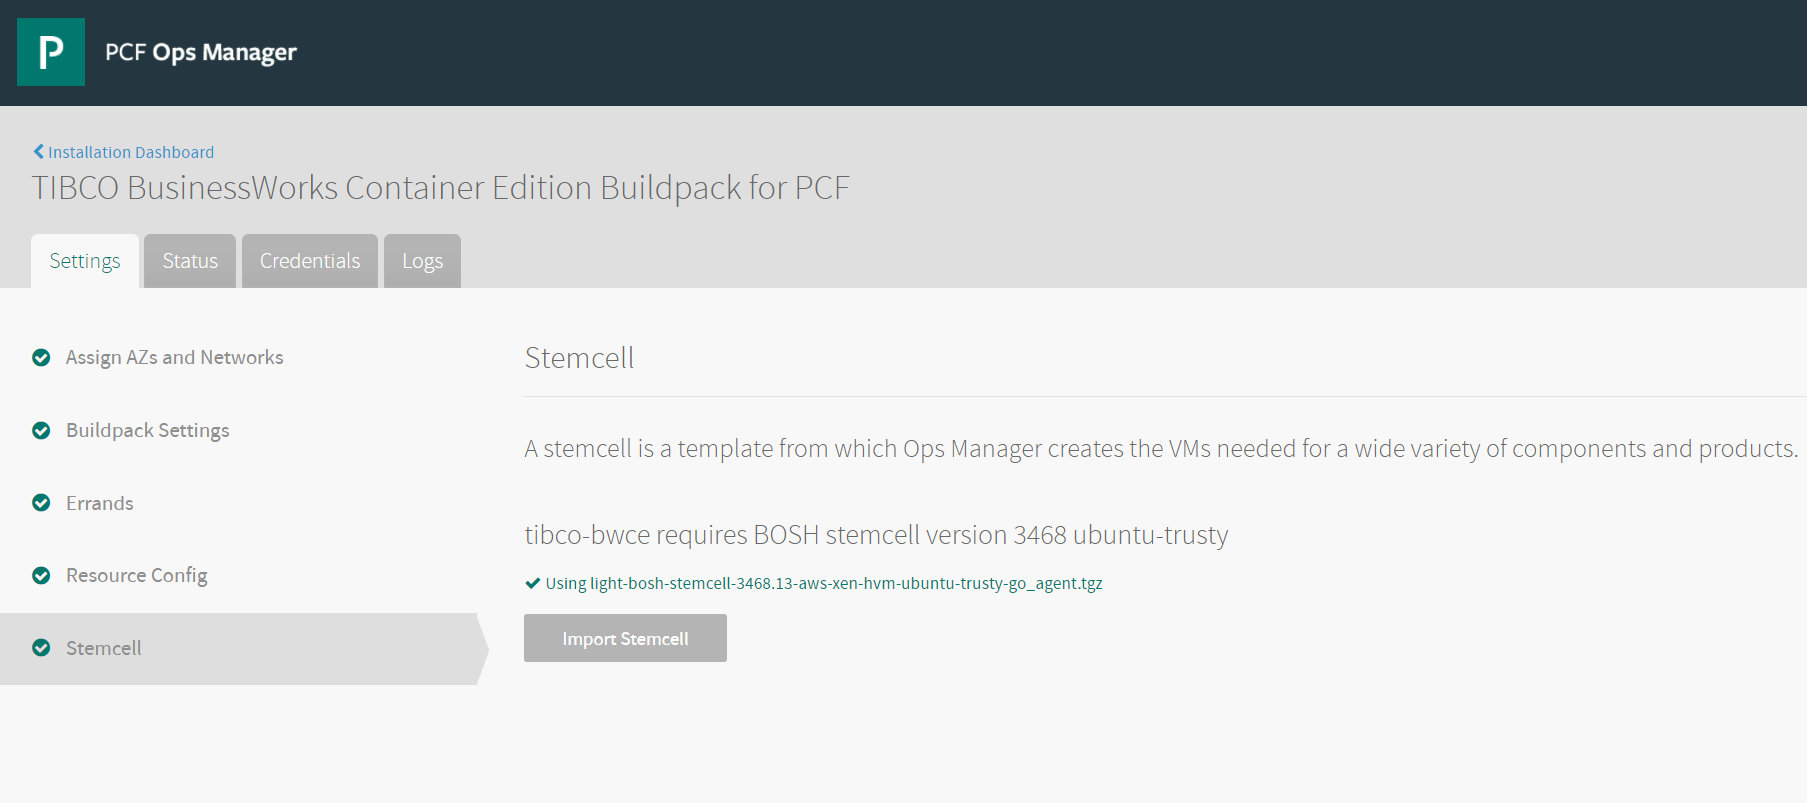 P
PCF Ops Manager
Installation Dashboard
TIBCO BusinessWorks Container Edition Buildpack for PCF
Settings
Status
Credentials
Logs
Assign AZs and Networks
Buildpack Settings
Errands
Resource Config
Stemcell
Stemcell
A stemcell is a template from which Ops Manager creates the VMs needed for a wide variety of components and products.
tibco-bwce requires BOSH stemcell version 3468 ubuntu-trusty
Using light-bosh-stemcell-3468.13-aws-xen-hvm-ubuntu-trusty-go_agent.tgz
Import Stemcell